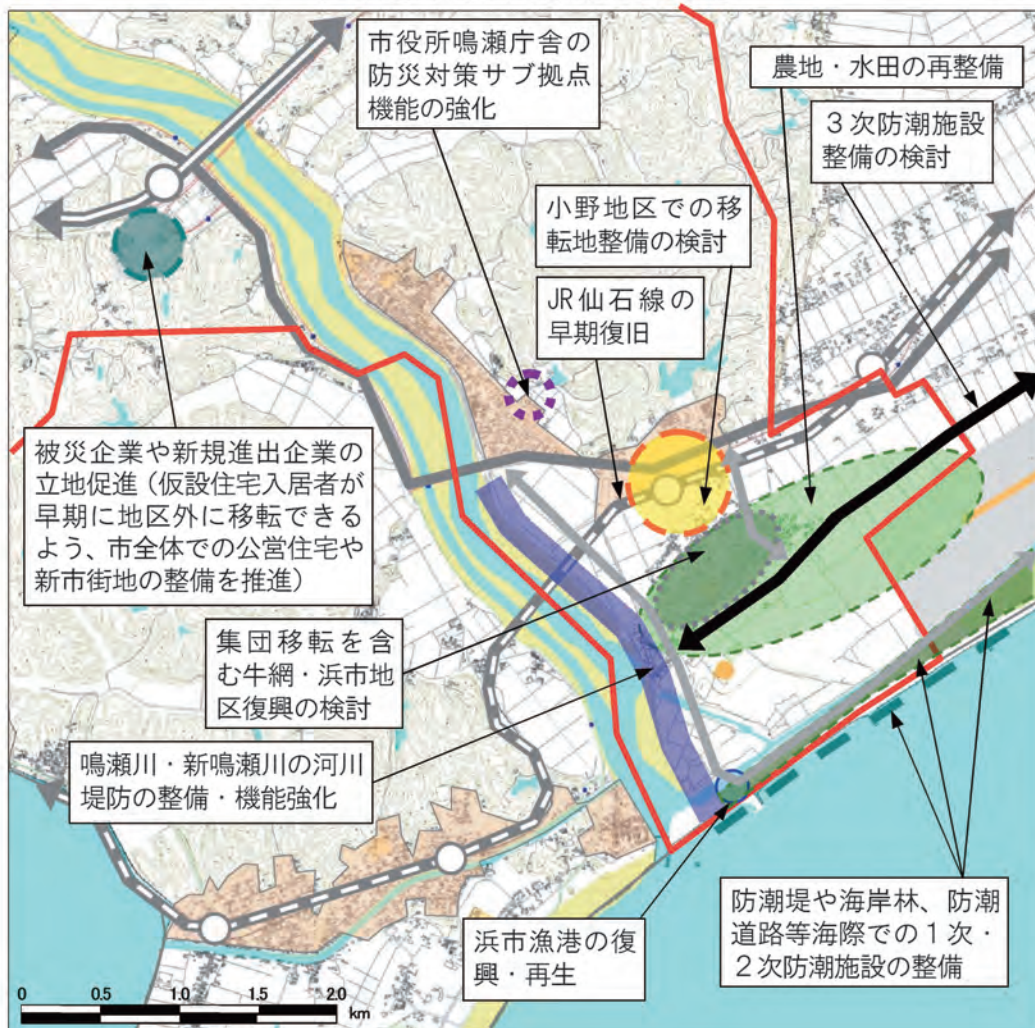 市役所鳴瀬庁舎の
防災対策サブ拠点
機能の強化
農地・水田の再整備
３次防潮施設
整備の検討
小野地区での移
転地整備の検討
JR仙石線の
早期復旧
被災企業や新規進出企業の
立地促進（仮設住宅入居者が
早期に地区外に移転できる
よう、市全体での公営住宅や
新市街地の整備を推進）
集団移転を含
む牛網・浜市地
区復興の検討
鳴瀬川・新鳴瀬川の河川
堤防の整備・機能強化
浜市漁港の復
興・再生
防潮堤や海岸林、防潮
道路等海際での１次・
２次防潮施設の整備
0 0.5 1.0 1.5 2.0
km